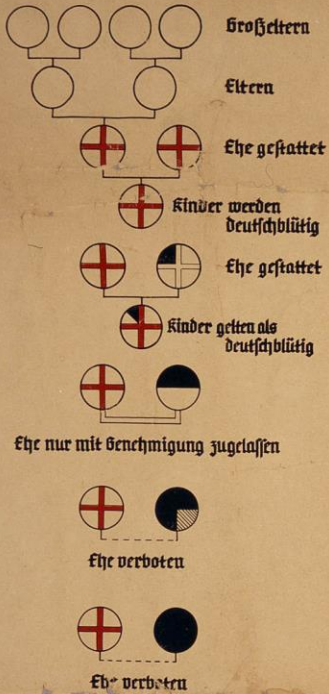 Großeltern
Eltern
Ehe gestattet
Kinder werden
deutschblütig
Ehe gestattet
Kinder gelten als
deutschblütig
Ehe nur mit Genehmigung zugelassen
Ehe verboten
Ehe verboten